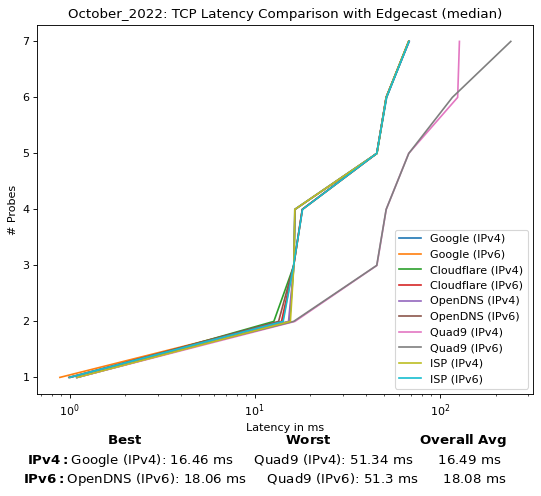 October_2022: TCP Latency Comparison with Edgecast (median)
7
6
5
4
3
2
1
# Probes
Google (IPv4)
Google (IPv6)
Cloudflare (IPv4)
Cloudflare (IPv6)
OpenDNS (IPv4)
OpenDNS (IPv6)
Quad9 (IPv4)
Quad9 (IPv6)
ISP (IPv4)
ISP (IPv6)
10⁰ 10¹ 10²
Latency in ms
Best Worst Overall Avg
IPv4: Google (IPv4): 16.46 ms Quad9 (IPv4): 51.34 ms 16.49 ms
IPv6: OpenDNS (IPv6): 18.06 ms Quad9 (IPv6): 51.3 ms 18.08 ms